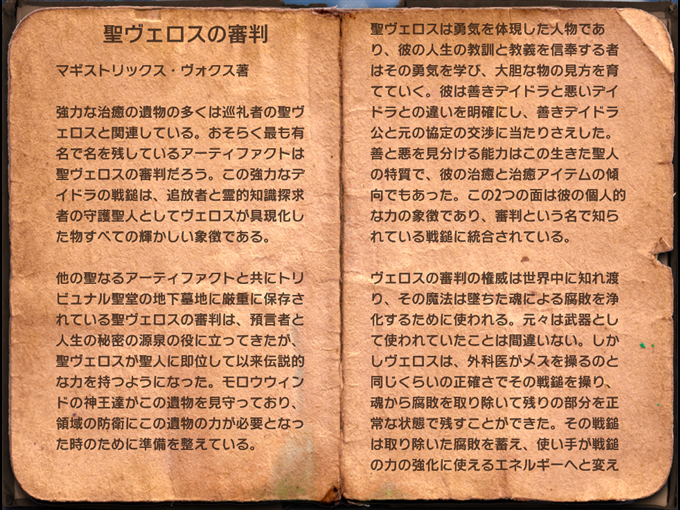 聖ヴェロスの審判
マギストリックス・ヴォクス著
強力な治癒の遺物の多くは巡礼者の聖ヴ
ェロスと関連している。おそらく最も有
名で名を残しているアーティファクトは
聖ヴェロスの審判だろう。この強力なデ
イドラの戦鎚は、追放者と霊的知識探求
者の守護聖人としてヴェロスが具現化し
た物すべての輝かしい象徴である。
他の聖なるアーティファクトと共にトリ
ビュナル聖堂の地下墓地に厳重に保存さ
れている聖ヴェロスの審判は、預言者と
人生の秘密の源泉の役に立ってきたが、
聖ヴェロスが聖人に即位して以来伝説的
な力を持つようになった。モロウウィン
ドの神王達がこの遺物を見守っており、
領域の防衛にこの遺物の力が必要となっ
た時のために準備を整えている。
聖ヴェロスは勇気を体現した人物であ
り、彼の人生の教訓と教義を信奉する者
はその勇気を学び、大胆な物の見方を育
てていく。彼は善きデイドラと悪いデイ
ドラとの違いを明確にし、善きデイドラ
公と元の協定の交渉に当たりさえした。
善と悪を見分ける能力はこの生きた聖人
の特質で、彼の治癒と治癒アイテムの傾
向でもあった。この2つの面は彼の個人的
な力の象徴であり、審判という名で知ら
れている戦鎚に統合されている。
ヴェロスの審判の権威は世界中に知れ渡
り、その魔法は墜ちた魂による腐敗を浄
化するために使われる。元々は武器とし
て使われていたことは間違いない。しか
しヴェロスは、外科医がメスを操るのと
同じくらいの正確さでその戦鎚を操り、
魂から腐敗を取り除いて残りの部分を正
常な状態で残すことができた。その戦鎚
は取り除いた腐敗を蓄え、使い手が戦鎚
の力の強化に使えるエネルギーへと変え